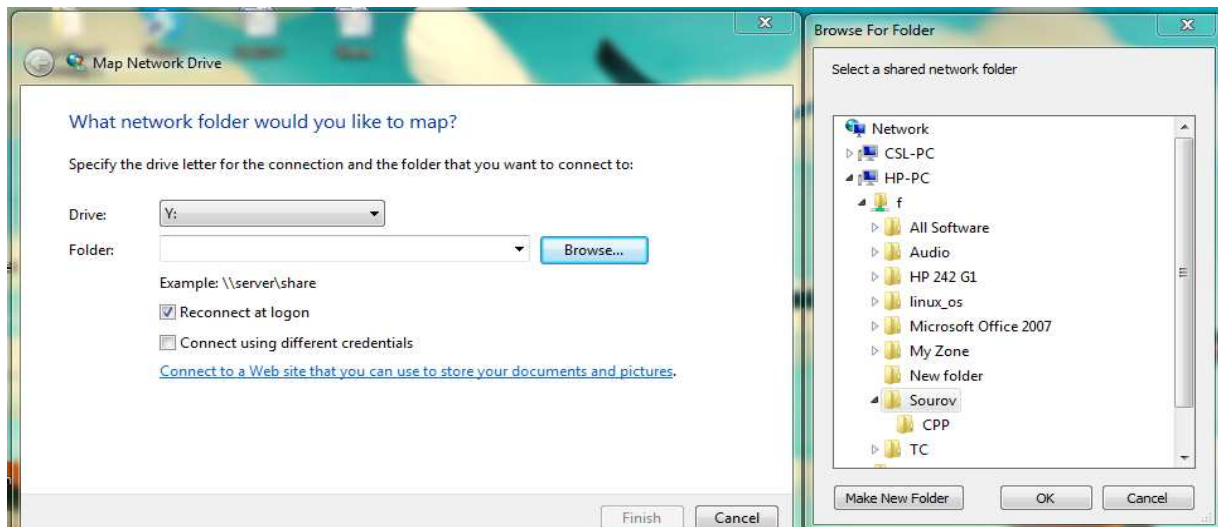 Map Network Drive
What network folder would you like to map?
Specify the drive letter for the connection and the folder that you want to connect to:
Drive: Y:
Folder: Browse...
Example: \\server\share
Reconnect at logon
Connect using different credentials
Connect to a Web site that you can use to store your documents and pictures.
Finish Cancel
Browse For Folder
Select a shared network folder
Network
CSL-PC
HP-PC
f
All Software
Audio
HP 242 G1
linux_os
Microsoft Office 2007
My Zone
New folder
Sourov
CPP
TC
Make New Folder OK Cancel